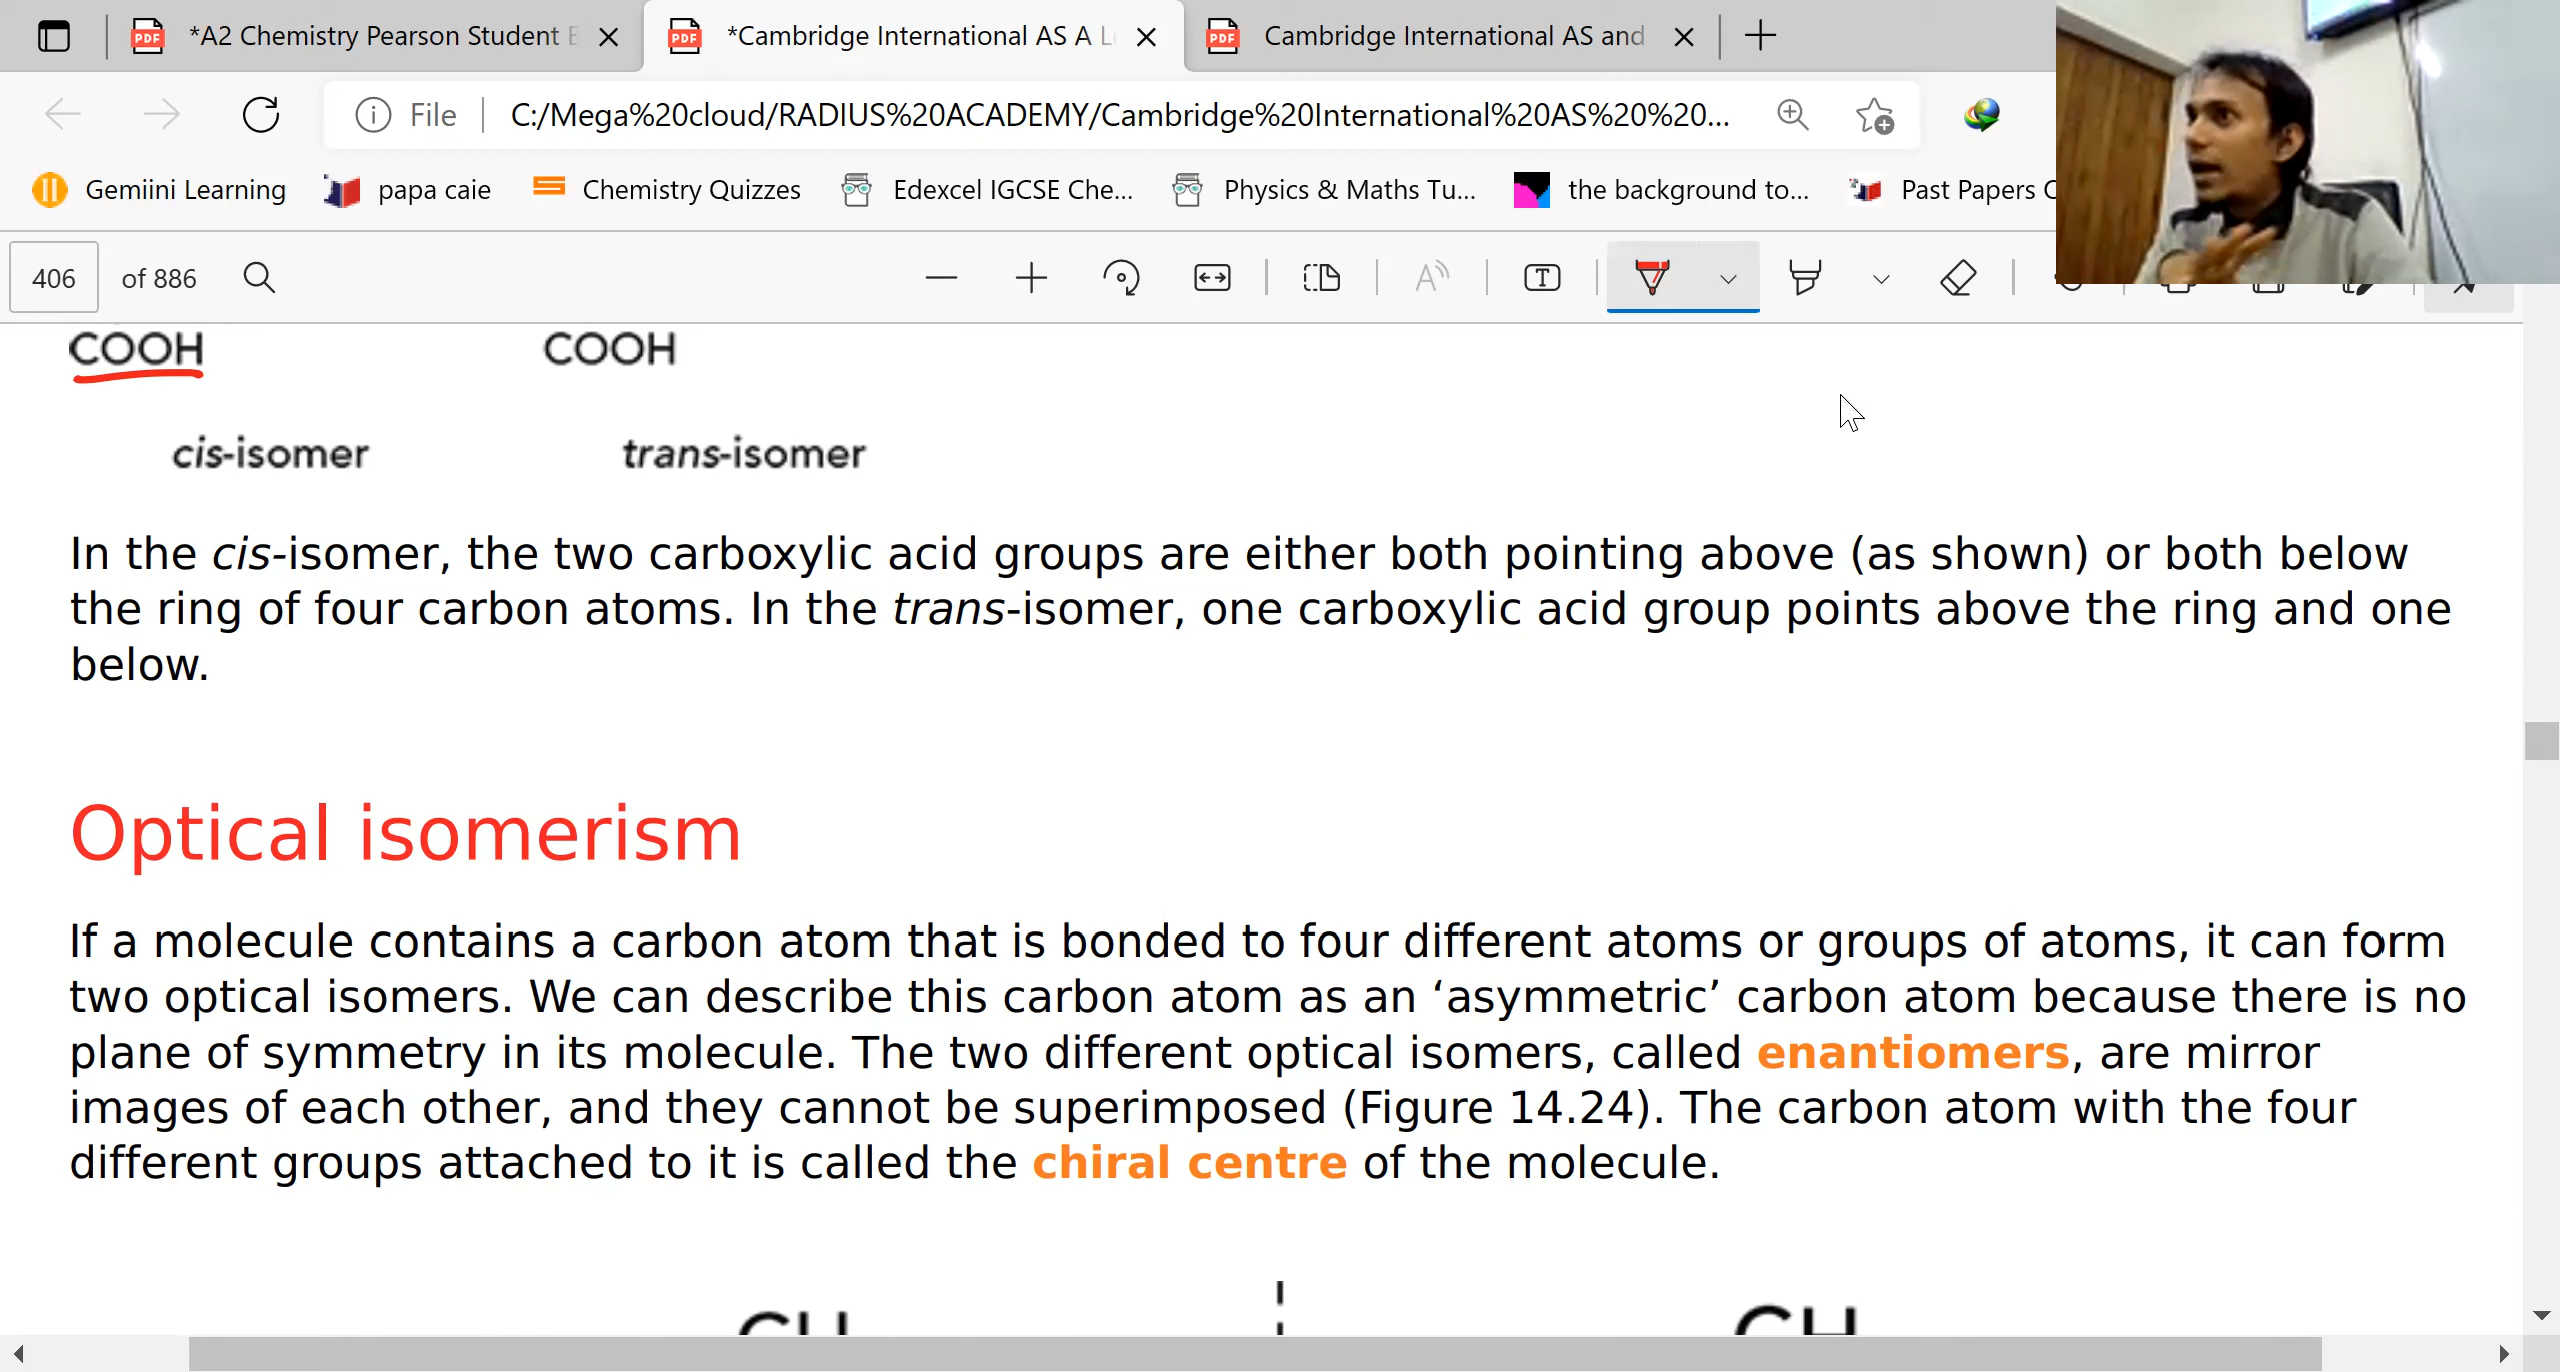 *A2 Chemistry Pearson Student
*Cambridge International AS A
Cambridge International AS and
File
C:/Mega%20cloud/RADIUS%20ACADEMY/Cambridge%20International%20AS%20%20...
Gemiini Learning
papa caie
Chemistry Quizzes
Edexcel IGCSE Che...
Physics & Maths Tu...
the background to...
Past Papers
406 of 886
COOH COOH
cis-isomer trans-isomer
In the cis-isomer, the two carboxylic acid groups are either both pointing above (as shown) or both below
the ring of four carbon atoms. In the trans-isomer, one carboxylic acid group points above the ring and one
below.
Optical isomerism
If a molecule contains a carbon atom that is bonded to four different atoms or groups of atoms, it can form
two optical isomers. We can describe this carbon atom as an ‘asymmetric’ carbon atom because there is no
plane of symmetry in its molecule. The two different optical isomers, called enantiomers, are mirror
images of each other, and they cannot be superimposed (Figure 14.24). The carbon atom with the four
different groups attached to it is called the chiral centre of the molecule.